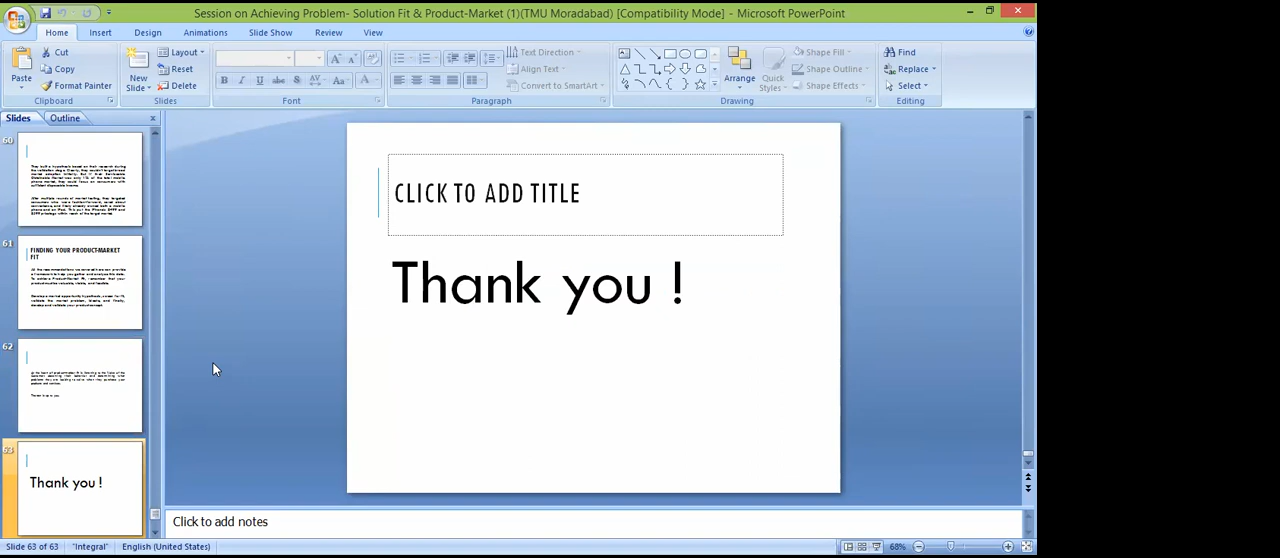 Session on Achieving Problem- Solution Fit & Product-Market (1)(TMU Moradabad) [Compatibility Mode] - Microsoft PowerPoint
Home Insert Design Animations Slide Show Review View
Cut
Copy
Format Painter
Paste
Clipboard
New
Slide
Layout
Reset
Delete
Slides
B I U abc S AV Aa A
Font
Text Direction
Align Text
Convert to SmartArt
Paragraph
Arrange
Quick
Styles
Shape Fill
Shape Outline
Shape Effects
Drawing
Find
Replace
Select
Editing
Slides Outline
60
61
FINDING YOUR PRODUCT-MARKET
FIT
62
63
Thank you !
CLICK TO ADD TITLE
Thank you !
Click to add notes
Slide 63 of 63 "Integral" English (United States) 68%